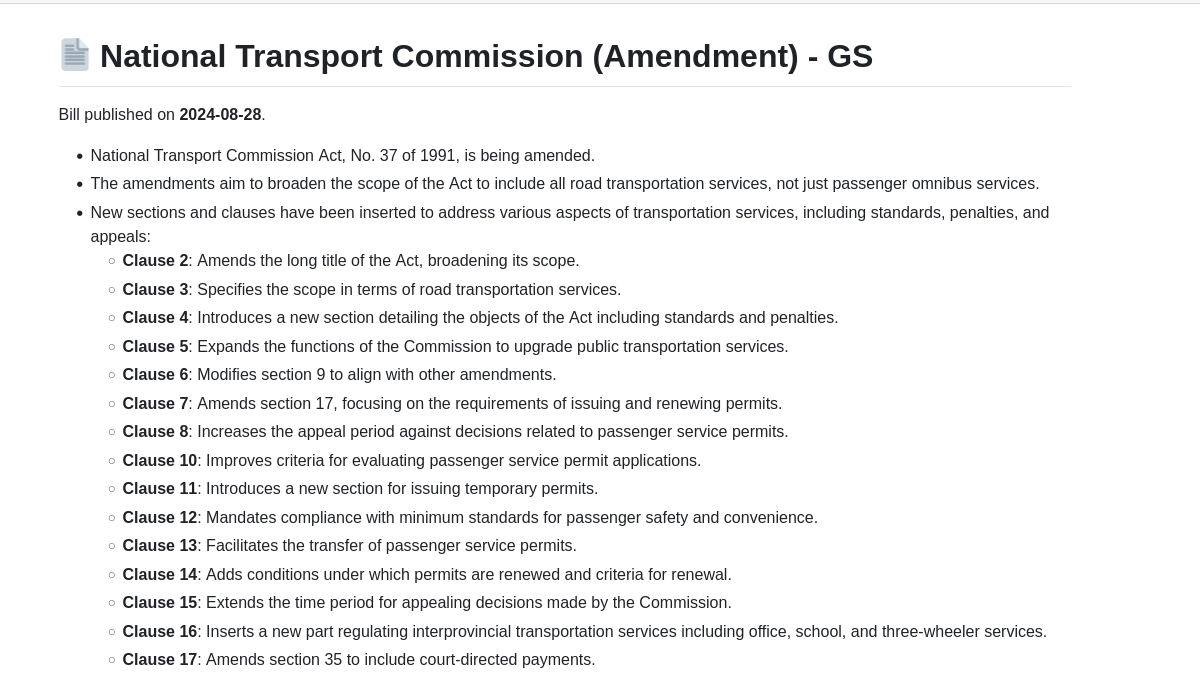 National Transport Commission (Amendment) - GS
Bill published on 2024-08-28.
• National Transport Commission Act, No. 37 of 1991, is being amended.
• The amendments aim to broaden the scope of the Act to include all road transportation services, not just passenger omnibus services.
• New sections and clauses have been inserted to address various aspects of transportation services, including standards, penalties, and
appeals:
○ Clause 2: Amends the long title of the Act, broadening its scope.
○ Clause 3: Specifies the scope in terms of road transportation services.
○ Clause 4: Introduces a new section detailing the objects of the Act including standards and penalties.
○ Clause 5: Expands the functions of the Commission to upgrade public transportation services.
○ Clause 6: Modifies section 9 to align with other amendments.
○ Clause 7: Amends section 17, focusing on the requirements of issuing and renewing permits.
○ Clause 8: Increases the appeal period against decisions related to passenger service permits.
○ Clause 10: Improves criteria for evaluating passenger service permit applications.
○ Clause 11: Introduces a new section for issuing temporary permits.
○ Clause 12: Mandates compliance with minimum standards for passenger safety and convenience.
○ Clause 13: Facilitates the transfer of passenger service permits.
○ Clause 14: Adds conditions under which permits are renewed and criteria for renewal.
○ Clause 15: Extends the time period for appealing decisions made by the Commission.
○ Clause 16: Inserts a new part regulating interprovincial transportation services including office, school, and three-wheeler services.
○ Clause 17: Amends section 35 to include court-directed payments.